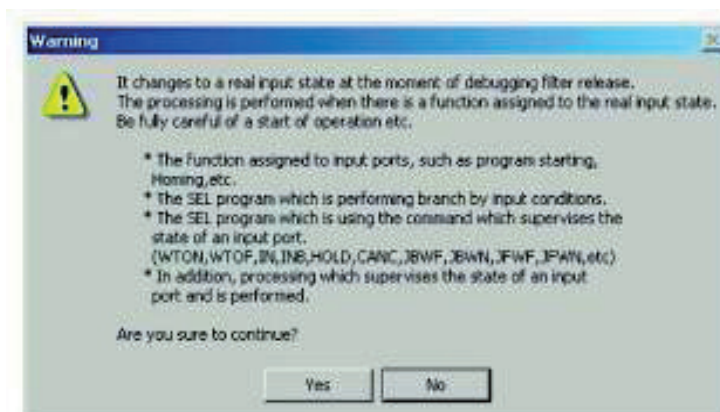 Warning
It changes to a real input state at the moment of debugging filter release.
The processing is performed when there is a function assigned to the real input state.
Be fully careful of a start of operation etc.
* The function assigned to input ports, such as program starting,
Homing,etc.
* The SEL program which is performing branch by input conditions.
* The SEL program which is using the command which supervises the
state of an input port.
(WTON,WTOF,IN,INB,HOLD,CANC,JBWF,JBWN,JFWF,JFWN,etc)
* In addition, processing which supervises the state of an input
port and is performed.
Are you sure to continue?
Yes
No